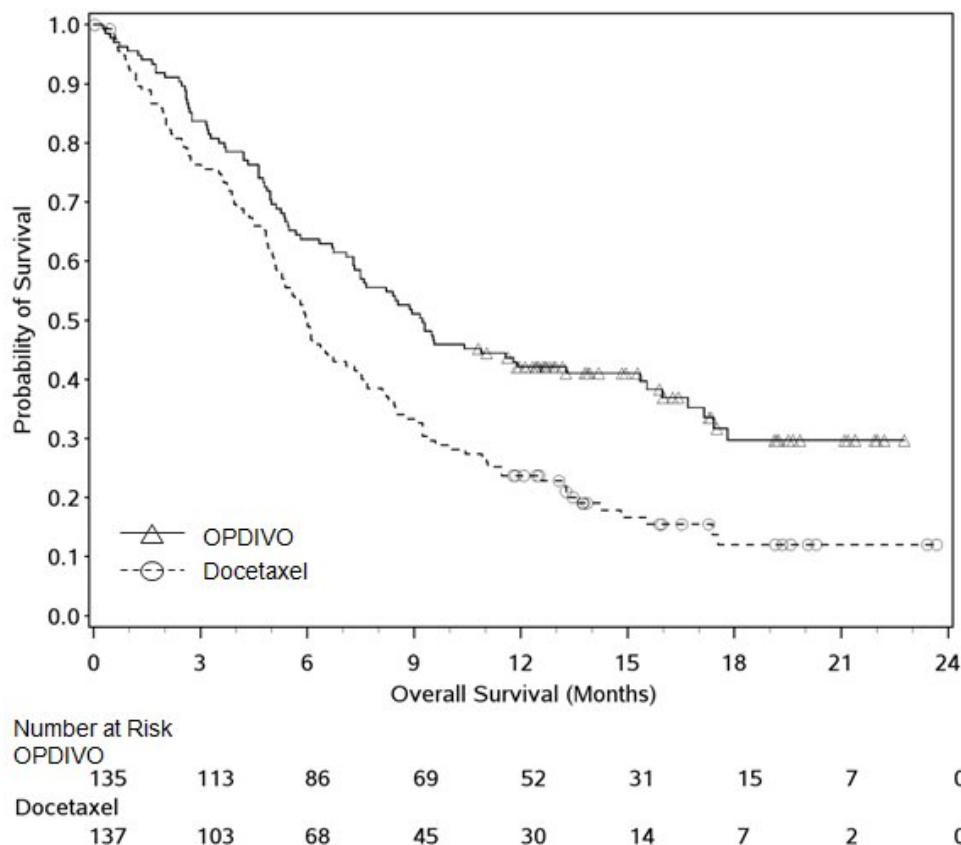 1.0
0.9
0.8
0.7
0.6
0.5
0.4
0.3
0.2
0.1
0.0
Probability of Survival
OPDIVO
Docetaxel
0 3 6 9 12 15 18 21 24
Overall Survival (Months)
Number at Risk
OPDIVO
135 113 86 69 52 31 15 7 0
Docetaxel
137 103 68 45 30 14 7 2 0